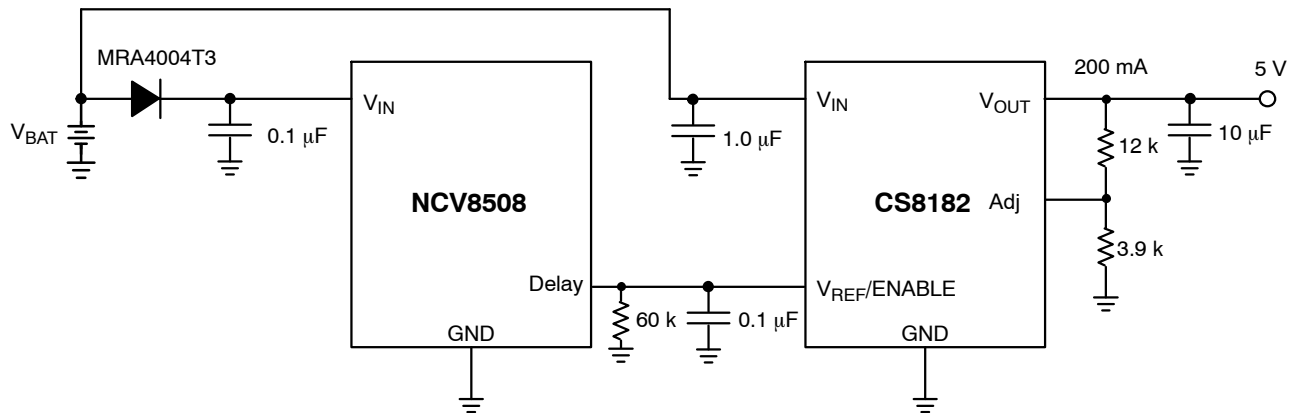 MRA4004T3
200 mA
5 V
V_BAT
0.1 μF
V_IN
1.0 μF
V_IN
V_OUT
12 k
10 μF
NCV8508
CS8182
Adj
3.9 k
Delay
V_REF/ENABLE
60 k
0.1 μF
GND
GND